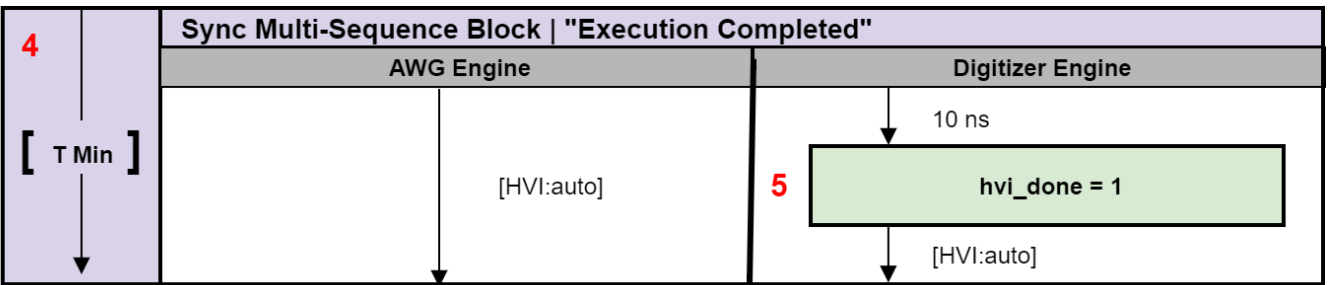 4
Sync Multi-Sequence Block | "Execution Completed"
AWG Engine
Digitizer Engine
10 ns
[ T Min ]
[HVI:auto]
5
hvi_done = 1
[HVI:auto]